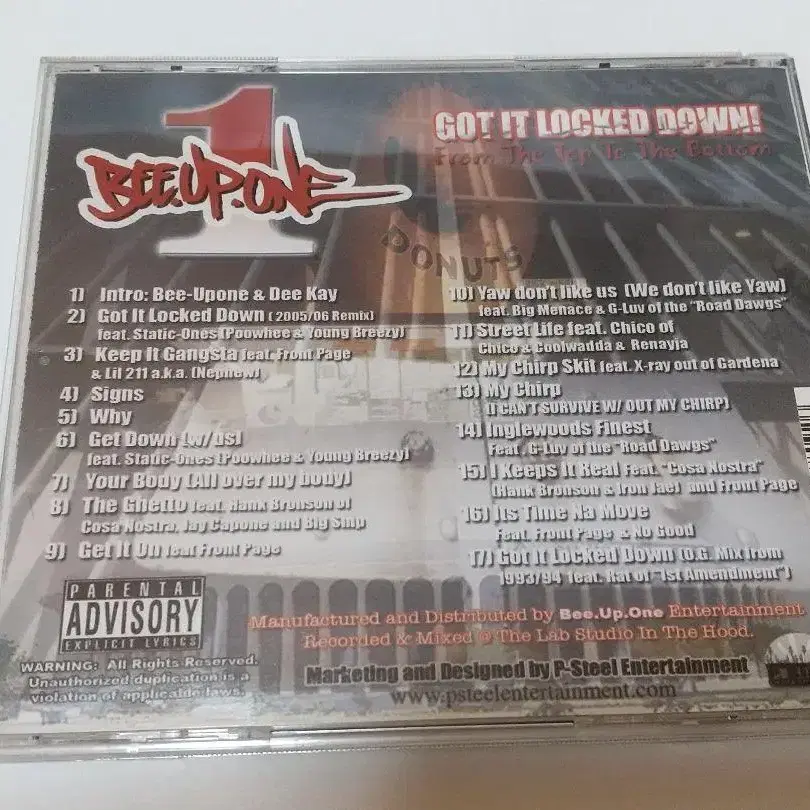 1
BEE.UP.ONE
GOT IT LOCKED DOWN!
From The Top To The Bottom
DONUTS
1) Intro: Bee-Upone & Dee Kay
2) Got It Locked Down (2005/06 Remix)
feat. Static-Ones (Poowhee & Young Breezy)
3) Keep It Gangsta feat. Front Page
& Lil 211 a.k.a. (Nephew)
4) Signs
5) Why
6) Get Down (w/us)
feat. Static-Ones (Poowhee & Young Breezy)
7) Your Body (All over my body)
8) The Ghetto feat. Hank Bronson of
Cosa Nostra, Jay Capone and Big Ship
9) Get It On feat Front Page
10) Yaw don't like us (We don't like Yaw)
feat. Big Menace & G-Luv of the "Road Dawgs"
11) Street Life feat. Chico of
Chico & Coolwadda & Renayja
12) My Chirp Skit feat. X-ray out of Gardena
13) My Chirp
(I CAN'T SURVIVE W/ OUT MY CHIRP)
14) Inglewoods Finest
Feat. G-Luv of the "Road Dawgs"
15) I Keeps It Real Feat. "Cosa Nostra"
(Hank Bronson & Iron Jae) and Front Page
16) Its Time Na Move
Feat. Front Page & No Good
17) Got It Locked Down (O.G. Mix from
1993/94 feat. Rat of "1st Amendment")
PARENTAL
ADVISORY
EXPLICIT LYRICS
Manufactured and Distributed by Bee.Up.One Entertainment
Recorded & Mixed @ The Lab Studio In The Hood.
WARNING: All Rights Reserved.
Unauthorized duplication is a
violation of applicable laws.
Marketing and Designed by P-Steel Entertainment
www.psteelentertainment.com